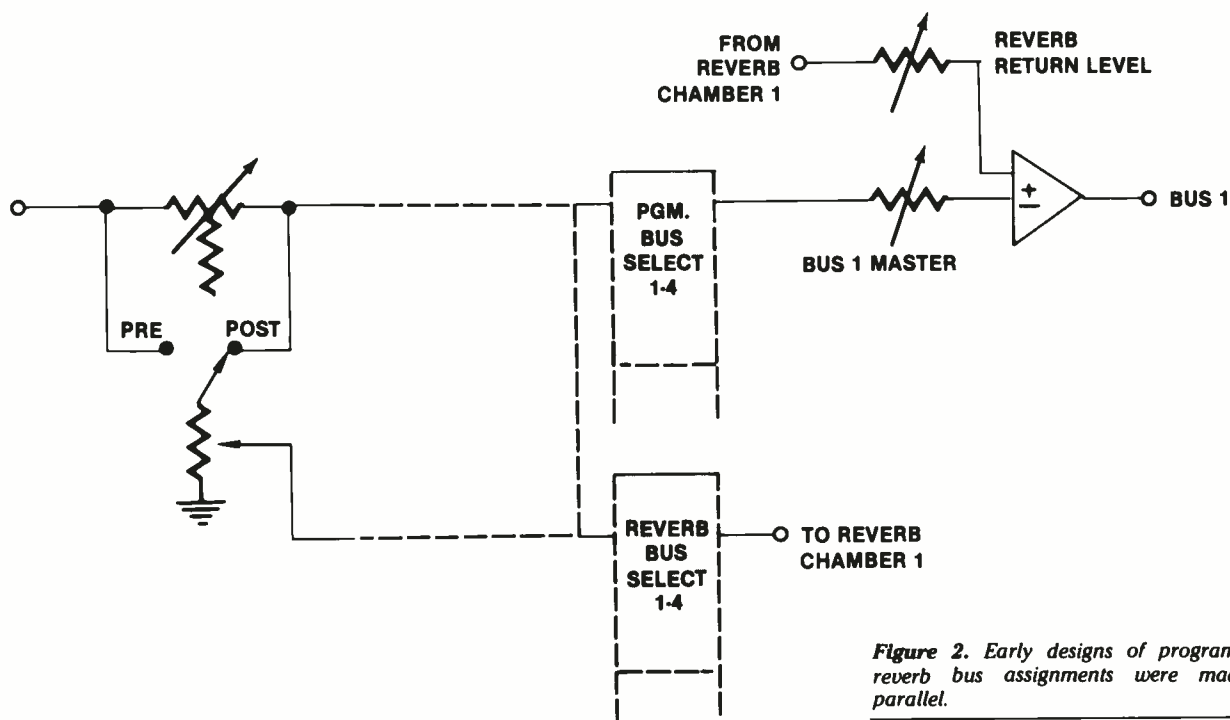 FROM
REVERB
CHAMBER 1
REVERB
RETURN LEVEL
+
−
BUS 1
PGM.
BUS
SELECT
1-4
BUS 1 MASTER
PRE
POST
REVERB
BUS
SELECT
1-4
TO REVERB
CHAMBER 1
Figure 2. Early designs of program
reverb bus assignments were mad
parallel.